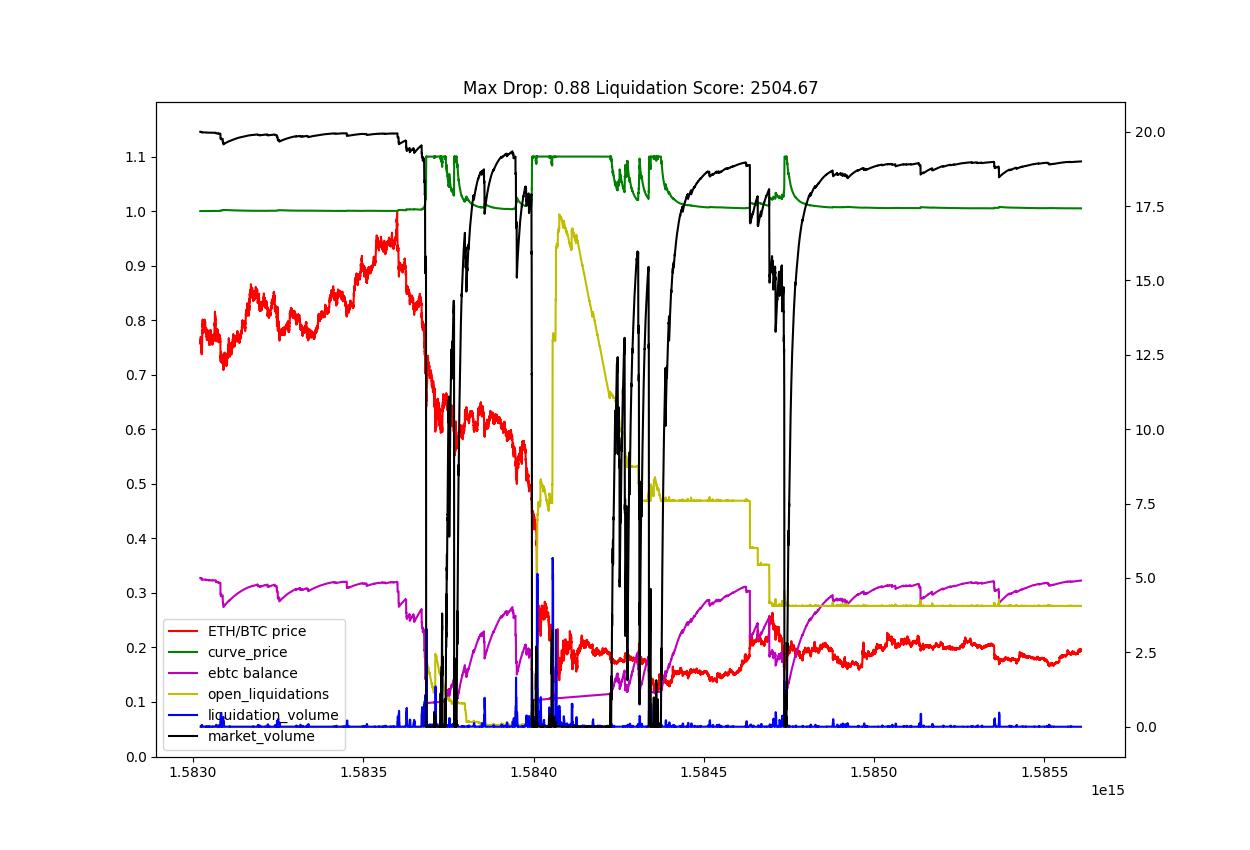 Max Drop: 0.88 Liquidation Score: 2504.67
1.1
1.0
0.9
0.8
0.7
0.6
0.5
0.4
0.3
0.2
0.1
0.0
20.0
17.5
15.0
12.5
10.0
7.5
5.0
2.5
0.0
ETH/BTC price
curve_price
ebtc balance
open_liquidations
liquidation_volume
market_volume
1.5830 1.5835 1.5840 1.5845 1.5850 1.5855
1e15